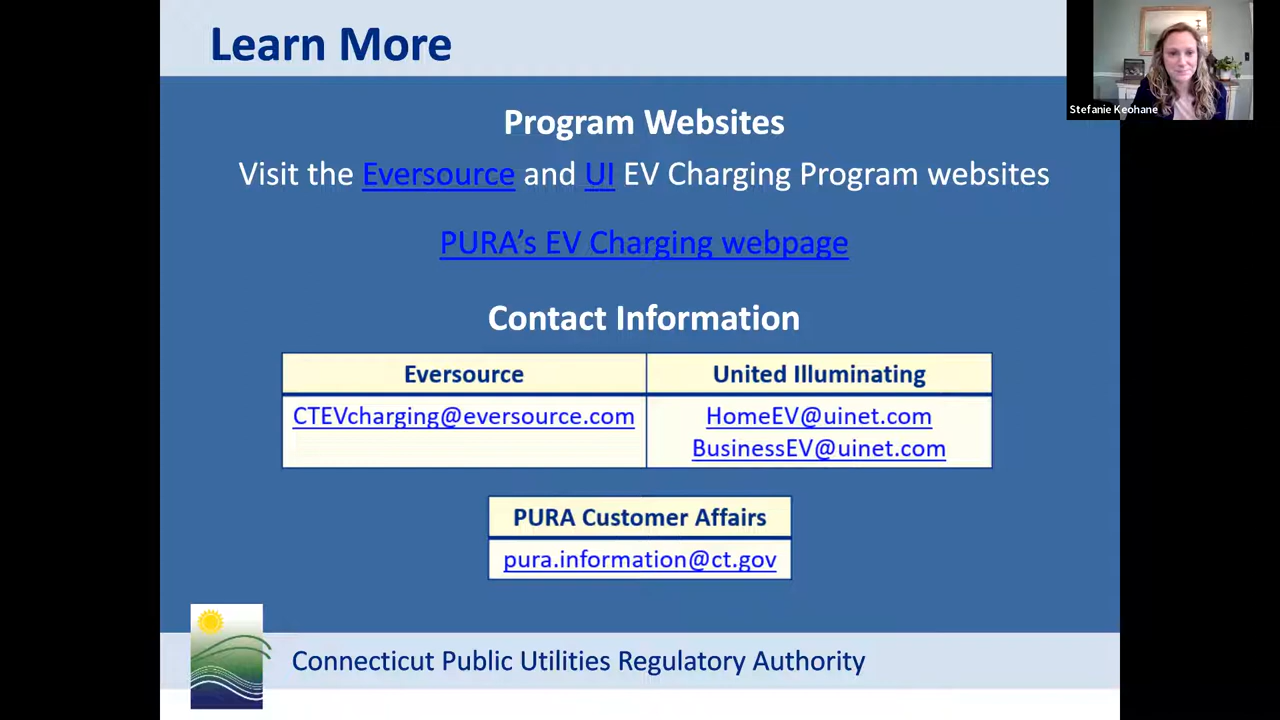 Learn More
Stefanie Keohane
Program Websites
Visit the Eversource and UI EV Charging Program websites
PURA's EV Charging webpage
Contact Information
Eversource
United Illuminating
CTEVcharging@eversource.com
HomeEV@uinet.com
BusinessEV@uinet.com
PURA Customer Affairs
pura.information@ct.gov
Connecticut Public Utilities Regulatory Authority